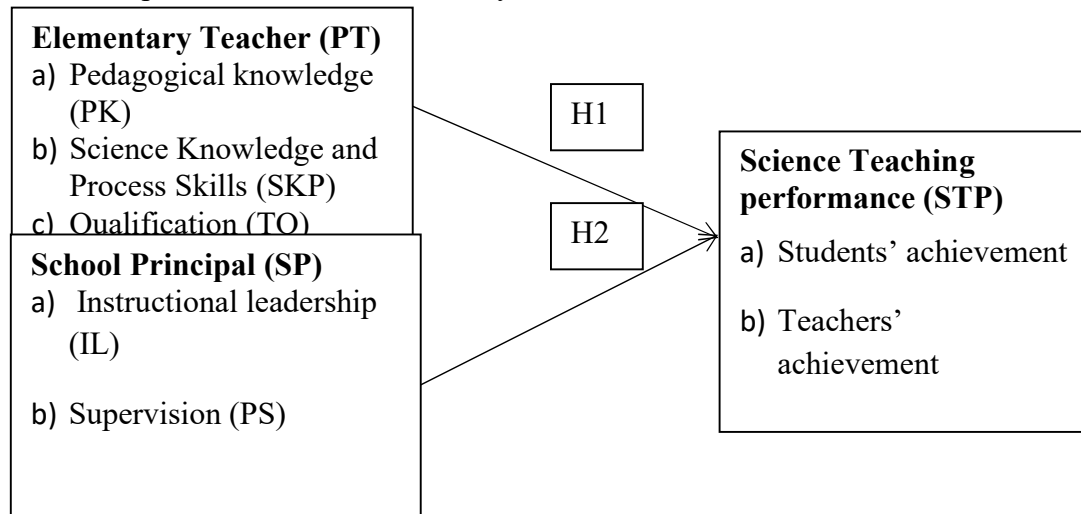 Elementary Teacher (PT)
a) Pedagogical knowledge
(PK)
b) Science Knowledge and
Process Skills (SKP)
c) Qualification (TQ)
School Principal (SP)
a) Instructional leadership
(IL)
b) Supervision (PS)
H1
H2
Science Teaching
performance (STP)
a) Students’ achievement
b) Teachers’
achievement